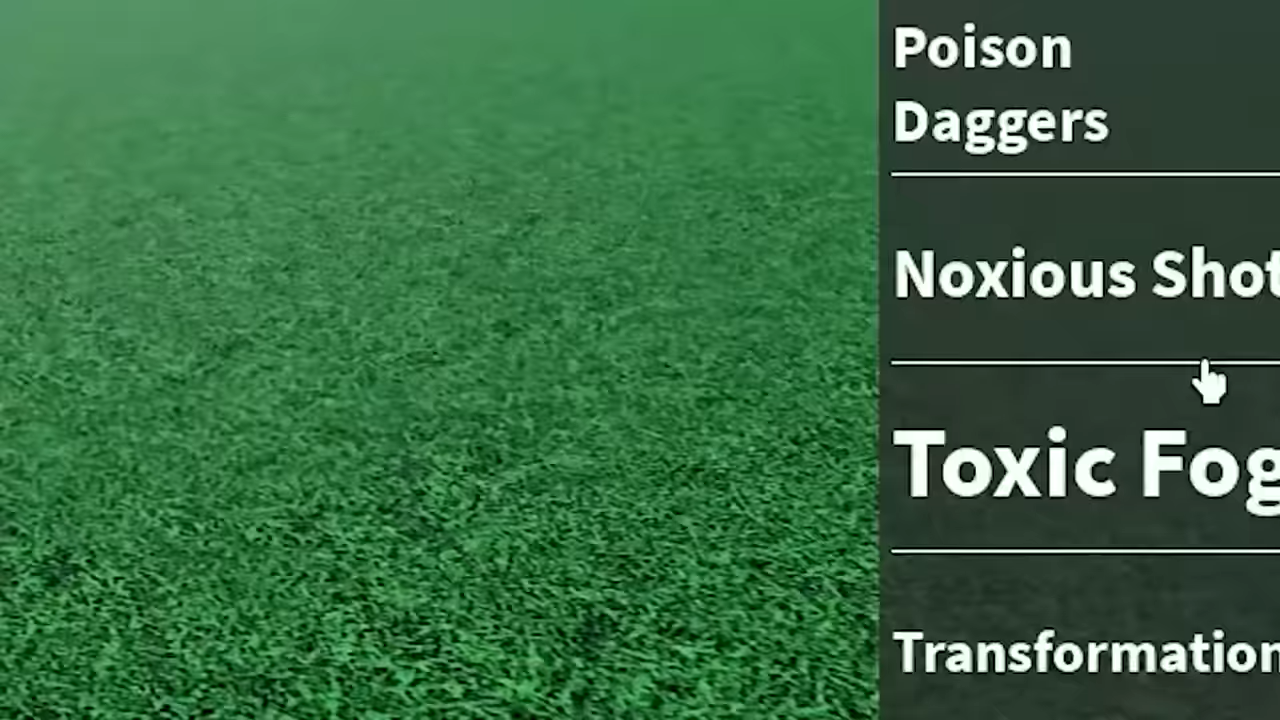 Poison
Daggers
Noxious Shot
Toxic Fog
Transformation